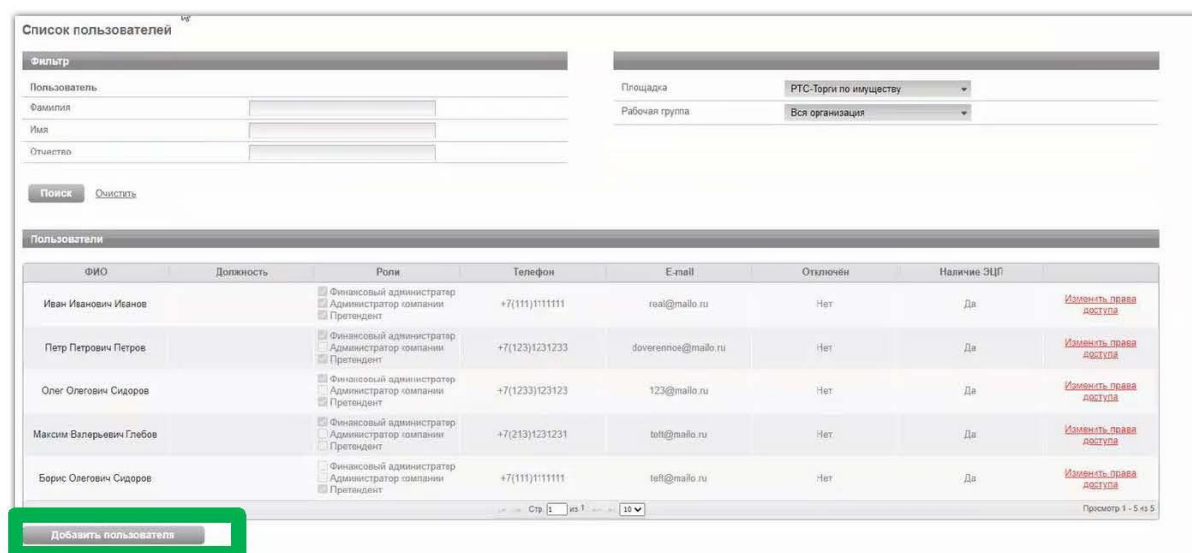 Список пользователей
Фильтр
Пользователь
Фамилия
Имя
Отчество
Площадка РТС-Торги по имуществу
Рабочая группа Вся организация
Поиск Очистить
Пользователи
ФИО Должность Роли Телефон E-mail Отключён Наличие ЭЦП
Финансовый администратор
Иван Иванович Иванов Администратор компании +7(111)1111111 real@mailo.ru Нет Да Изменить права доступа
Претендент
Финансовый администратор
Петр Петрович Петров Администратор компании +7(123)1231233 doverennoe@mailo.ru Нет Да Изменить права доступа
Претендент
Финансовый администратор
Олег Олегович Сидоров Администратор компании +7(1233)123123 123@mailo.ru Нет Да Изменить права доступа
Претендент
Финансовый администратор
Максим Валерьевич Глебов Администратор компании +7(213)1231231 Нет Да Изменить права доступа
Претендент
Финансовый администратор
Борис Олегович Сидоров Администратор компании +7(111)1111111 Нет Да Изменить права доступа
Претендент
Стр. 1 из 1 10 Просмотр 1 - 5 из 5
Добавить пользователя